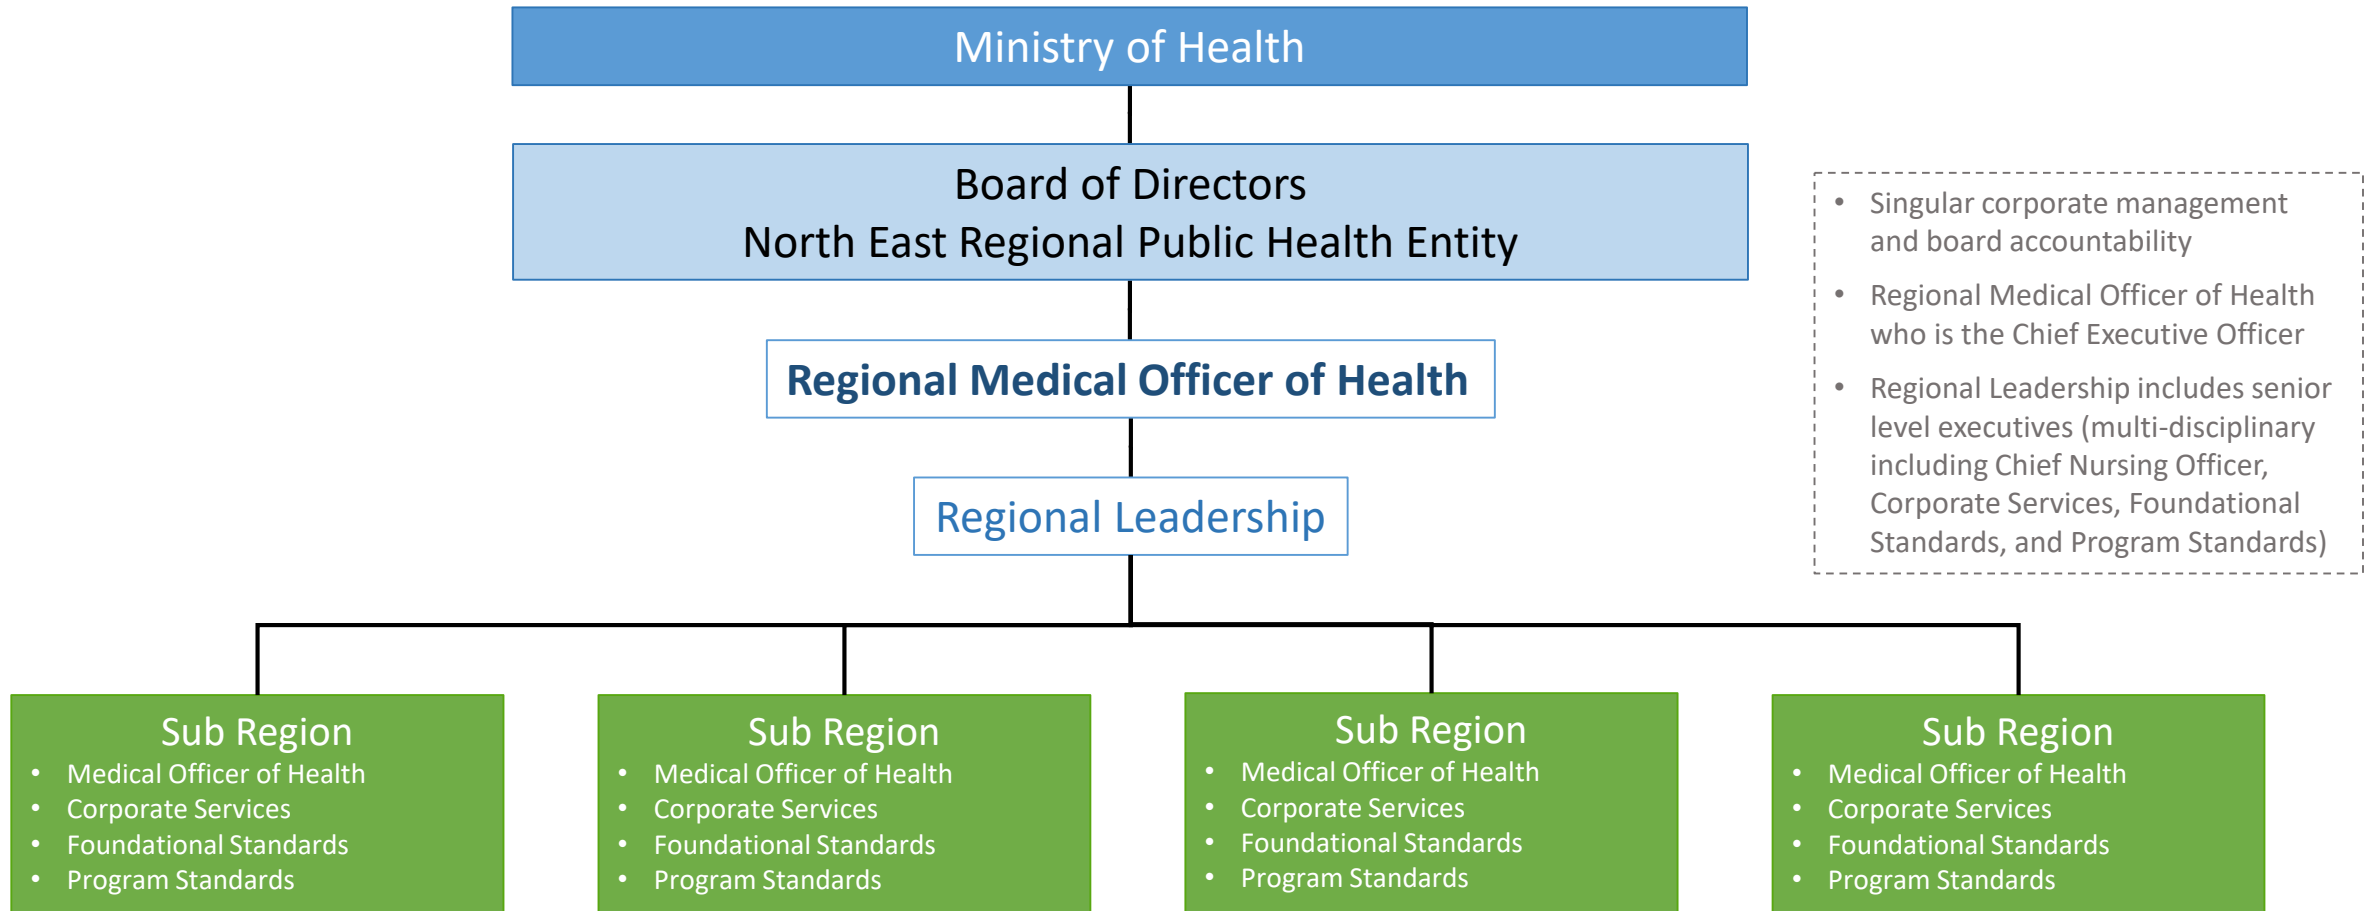 Ministry of Health
Board of Directors
North East Regional Public Health Entity
Regional Medical Officer of Health
Regional Leadership
• Singular corporate management
and board accountability
• Regional Medical Officer of Health
who is the Chief Executive Officer
• Regional Leadership includes senior
level executives (multi-disciplinary
including Chief Nursing Officer,
Corporate Services, Foundational
Standards, and Program Standards)
Sub Region
• Medical Officer of Health
• Corporate Services
• Foundational Standards
• Program Standards
Sub Region
• Medical Officer of Health
• Corporate Services
• Foundational Standards
• Program Standards
Sub Region
• Medical Officer of Health
• Corporate Services
• Foundational Standards
• Program Standards
Sub Region
• Medical Officer of Health
• Corporate Services
• Foundational Standards
• Program Standards